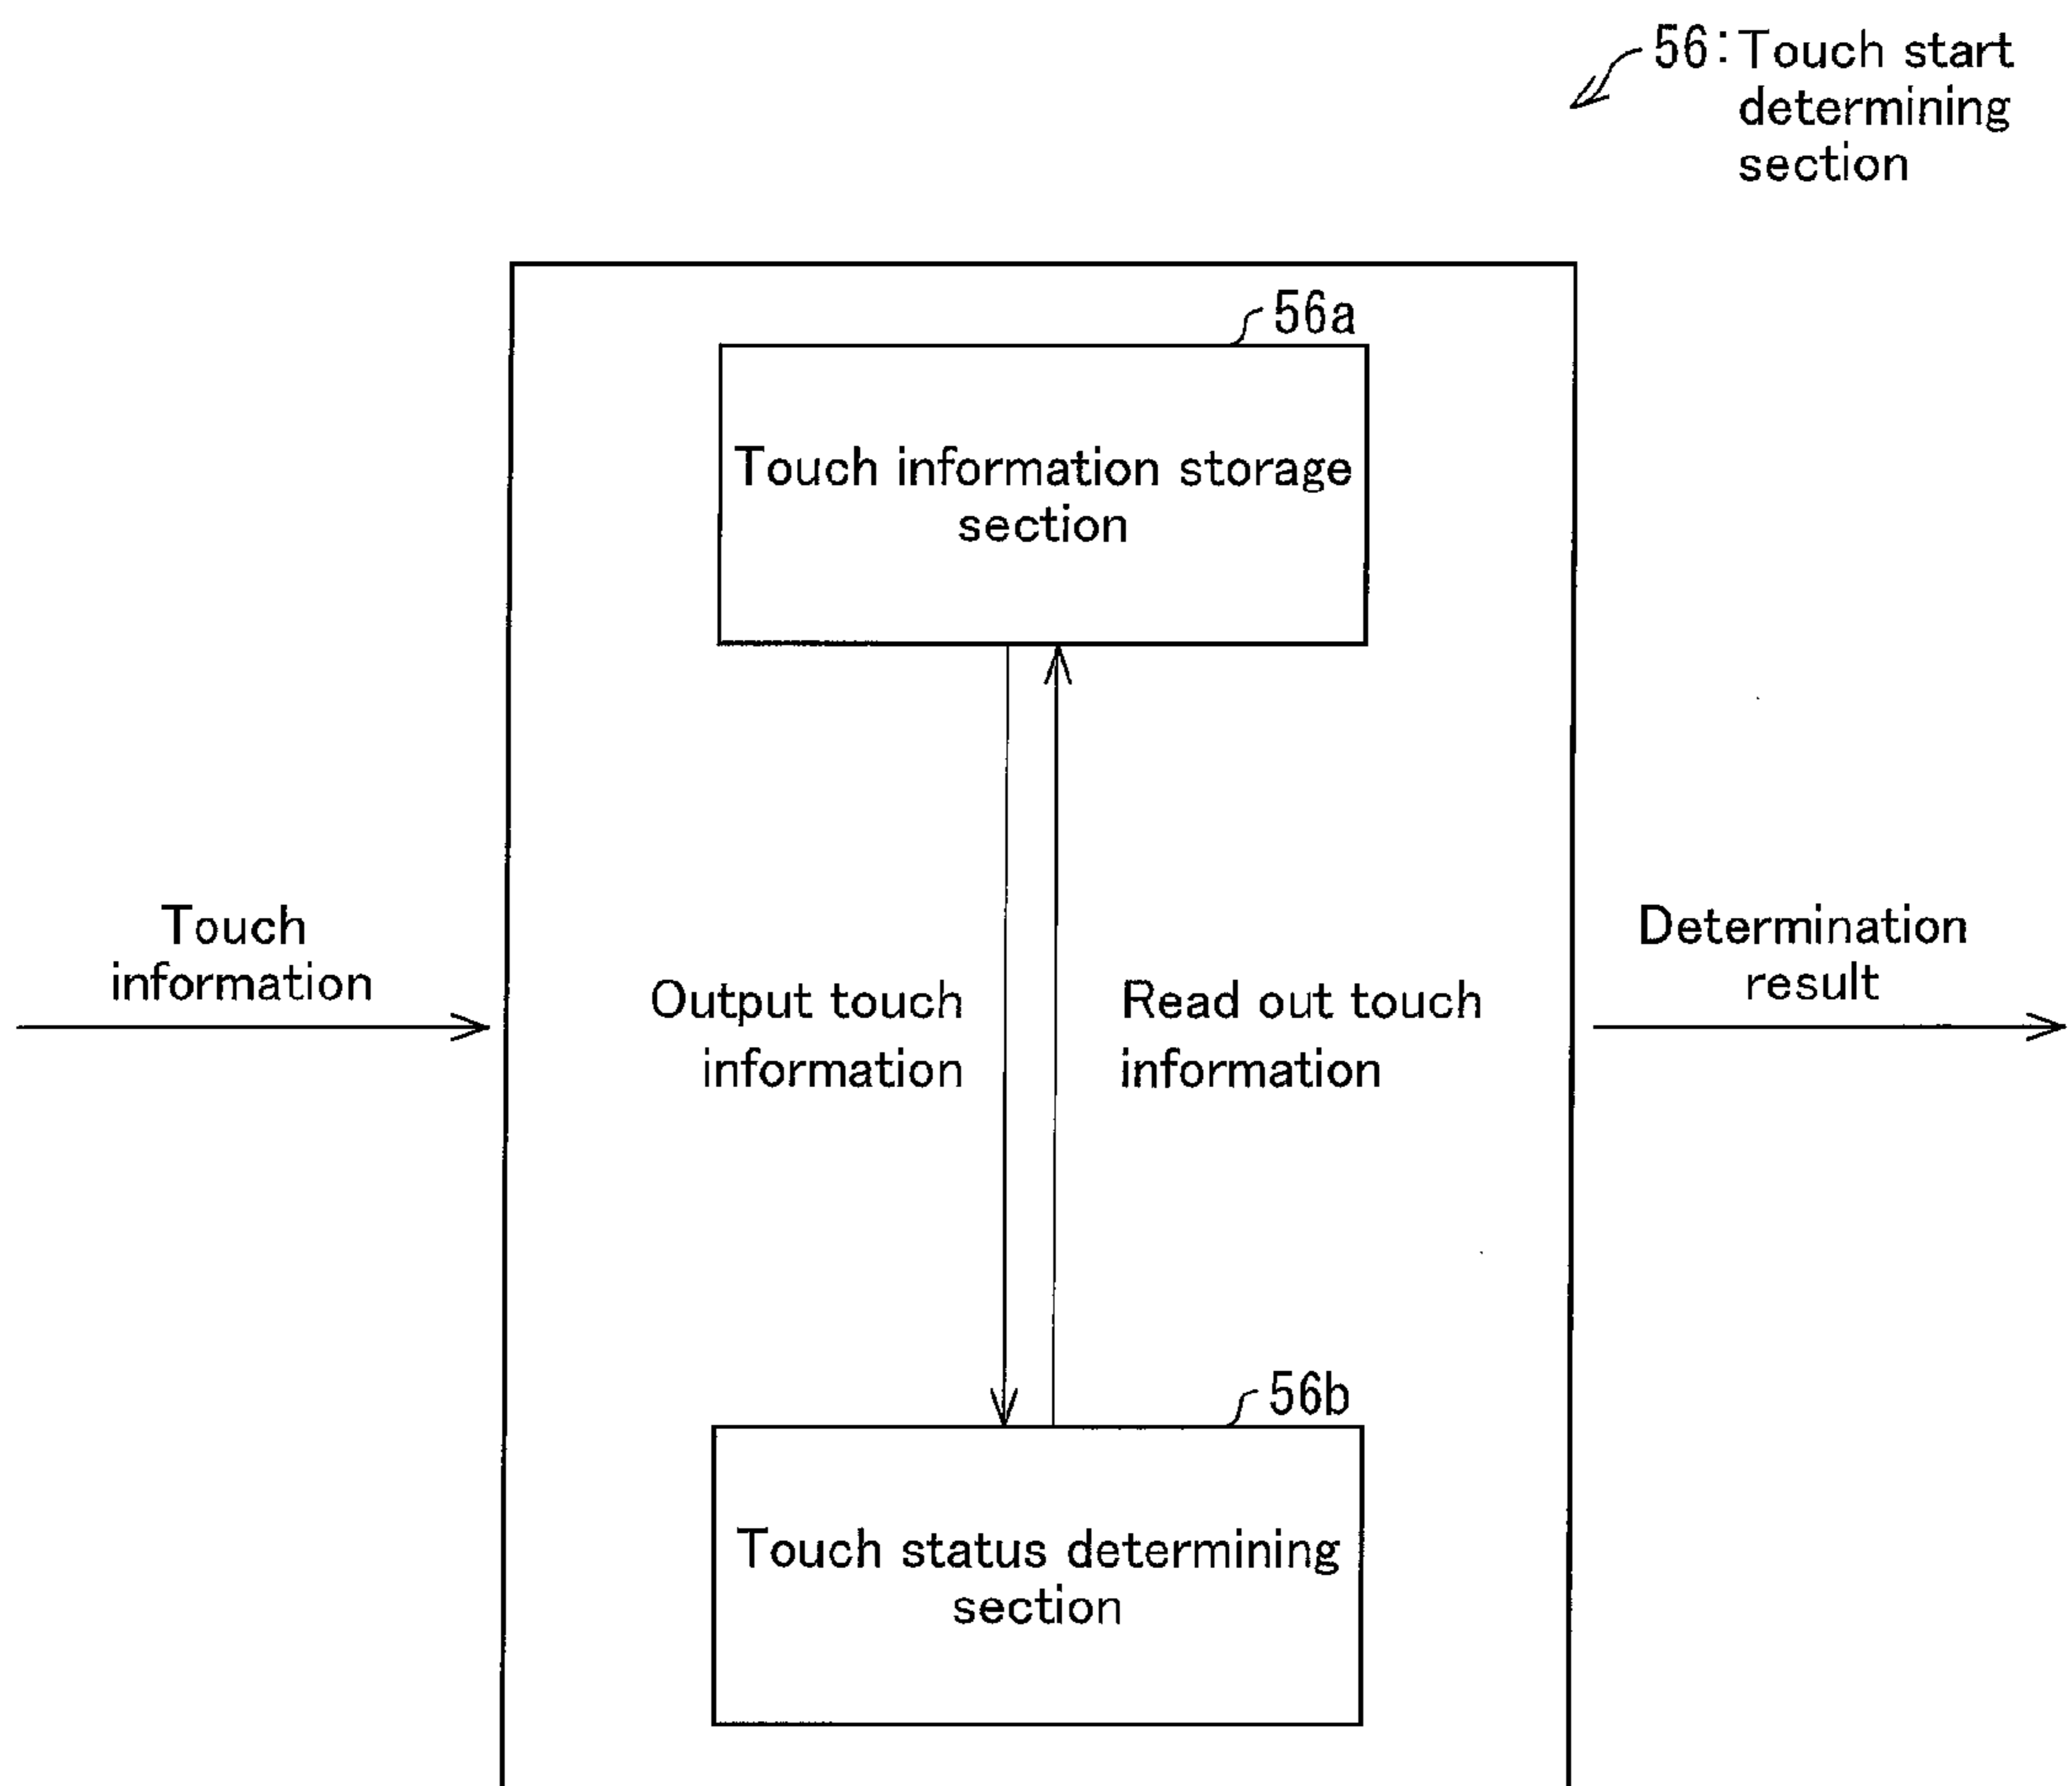 56:Touch start
determining
section
56a
Touch information storage
section
Touch
information
Output touch
information
Read out touch
information
Determination
result
56b
Touch status determining
section